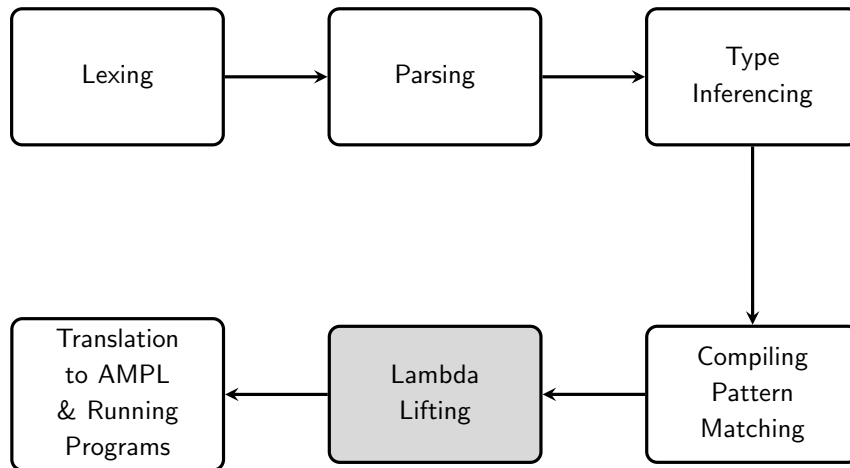 Lexing
Parsing
Type
Inferencing
Translation
to AMPL
& Running
Programs
Lambda
Lifting
Compiling
Pattern
Matching